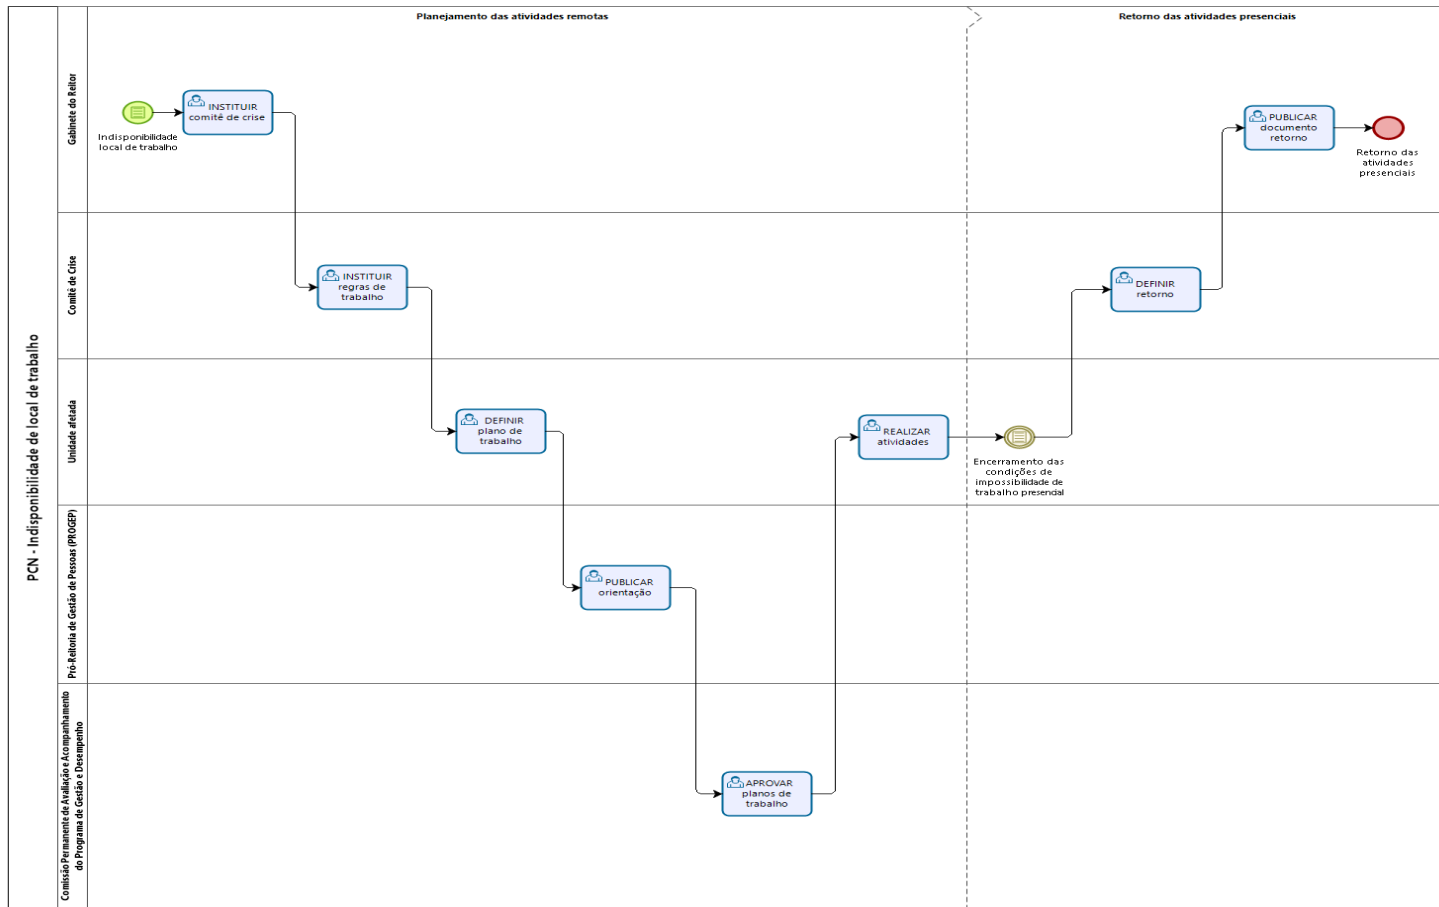 Planejamento das atividades remotas
Retorno das atividades presenciais
PCN - Indisponibilidade de local de trabalho
Gabinete do Reitor
Indisponibilidade
local de trabalho
INSTITUIR
comitê de crise
PUBLICAR
documento
retorno
Retorno das
atividades
presenciais
Comitê de Crise
INSTITUIR
regras de
trabalho
DEFINIR
retorno
Unidade afetada
DEFINIR
plano de
trabalho
REALIZAR
atividades
Encerramento das
condições de
impossibilidade de
trabalho presencial
Pró-Reitoria de Gestão de Pessoas (PROGEP)
PUBLICAR
orientação
Comissão Permanente de Avaliação e Acompanhamento
do Programa de Gestão e Desempenho
APROVAR
planos de
trabalho